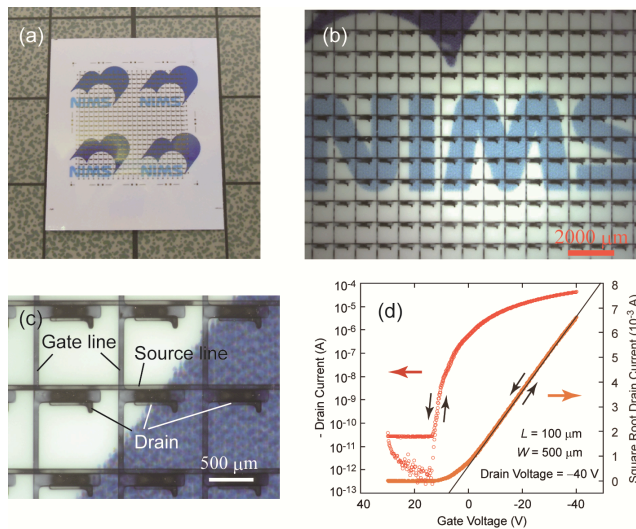 (a)
NIMS NIMS
NIMS NIMS
(b)
NIMS
2000 μm
(c)
Gate line
Source line
Drain
500 μm
(d)
- Drain Current (A)
10-4
10-5
10-6
10-7
10-8
10-9
10-10
10-11
10-12
10-13
8
7
6
5
4
3
2
1
0
Square Root Drain Current (10-3 A)
L = 100 μm
W = 500 μm
Drain Voltage = −40 V
40 20 0 -20 -40
Gate Voltage (V)